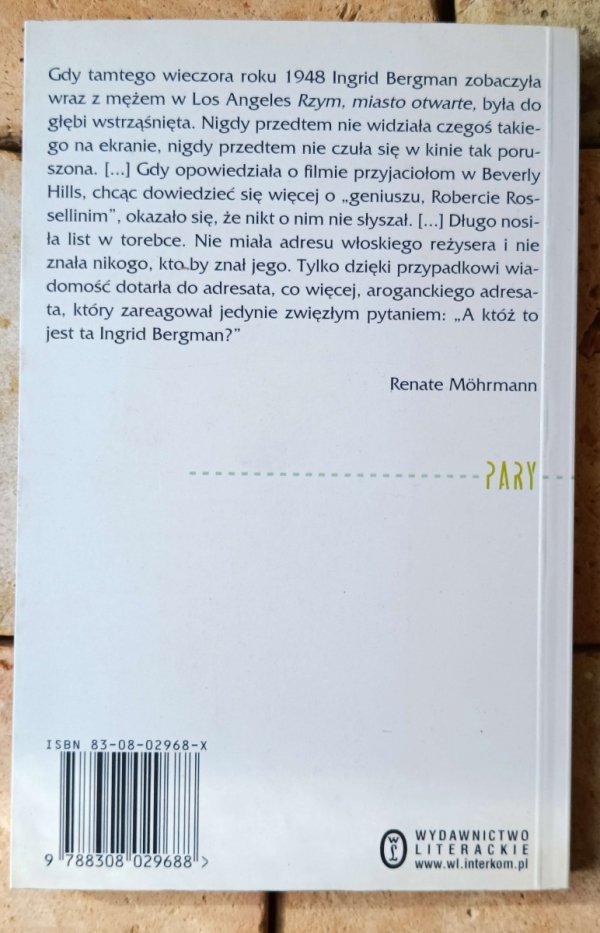 Gdy tamtego wieczora roku 1948 Ingrid Bergman zobaczyła
wraz z mężem w Los Angeles Rzym, miasto otwarte, była do
głębi wstrząśnięta. Nigdy przedtem nie widziała czegoś takie-
go na ekranie, nigdy przedtem nie czuła się w kinie tak poru-
szona. [...] Gdy opowiedziała o filmie przyjaciołom w Beverly
Hills, chcąc dowiedzieć się więcej o „geniuszu, Robercie Ros-
sellinim”, okazało się, że nikt o nim nie słyszał. [...] Długo nosi-
ła list w torebce. Nie miała adresu włoskiego reżysera i nie
znała nikogo, kto by znał jego. Tylko dzięki przypadkowi wia-
domość dotarła do adresata, co więcej, aroganckiego adresa-
ta, który zareagował jedynie zwięzłym pytaniem: „A któż to
jest ta Ingrid Bergman?”
Renate Möhrmann
PARY
ISBN 83-08-02968-X
9 788308 029688 >
WYDAWNICTWO
LITERACKIE
www.wl.interkom.pl